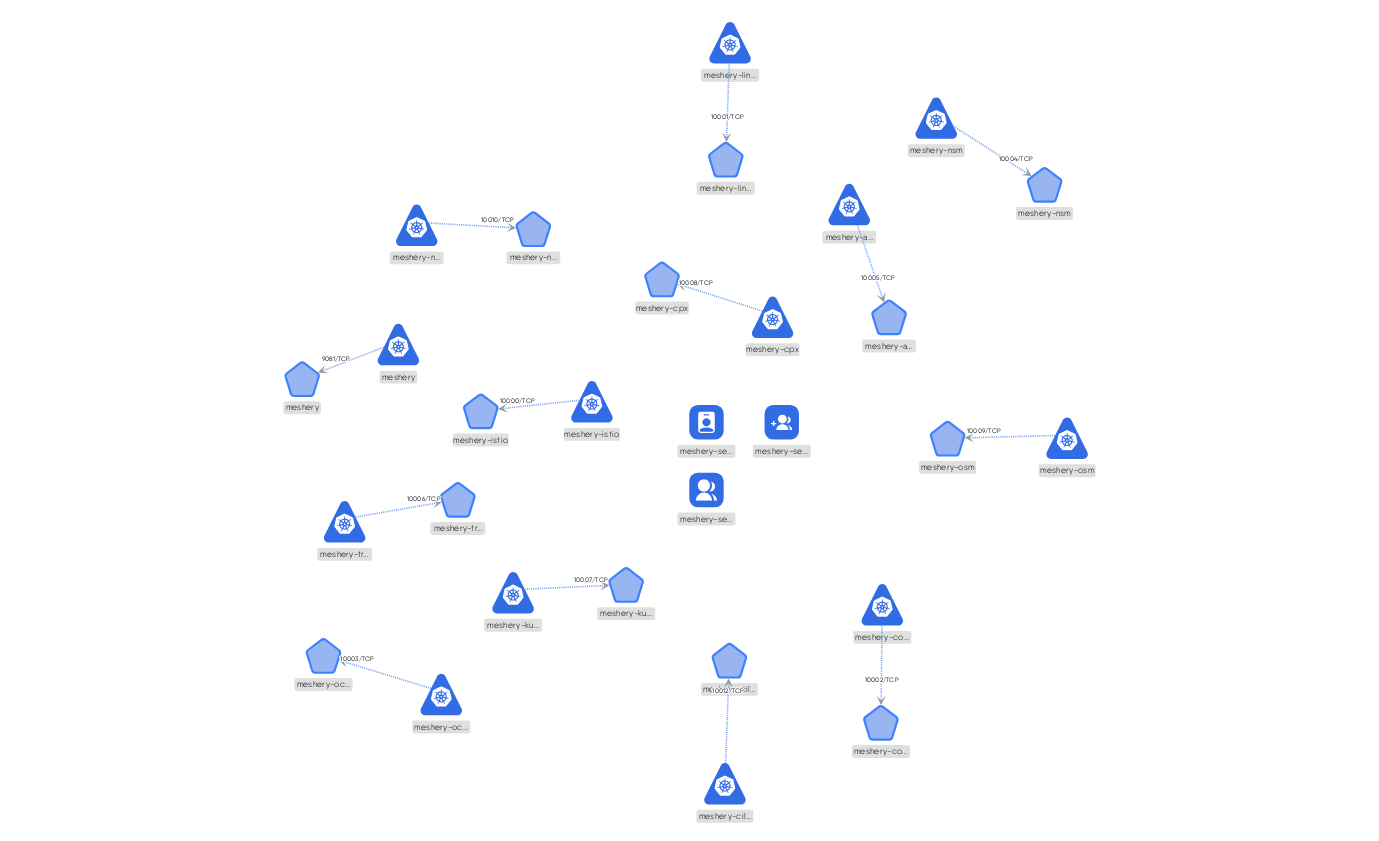 meshery-lin...
10001/TCP
meshery-lin...
meshery-nsm
10004/TCP
meshery-nsm
meshery-n...
10010/TCP
meshery-n...
meshery-a...
10005/TCP
meshery-a...
meshery-cpx
10008/TCP
meshery-cpx
meshery
9081/TCP
meshery
meshery-istio
10000/TCP
meshery-istio
meshery-se...
meshery-se...
meshery-se...
meshery-osm
10009/TCP
meshery-osm
meshery-tr...
10006/TCP
meshery-tr...
meshery-ku...
10007/TCP
meshery-ku...
meshery-oc...
10003/TCP
meshery-oc...
10012/TCP
meshery-cil...
meshery-co...
10002/TCP
meshery-co...